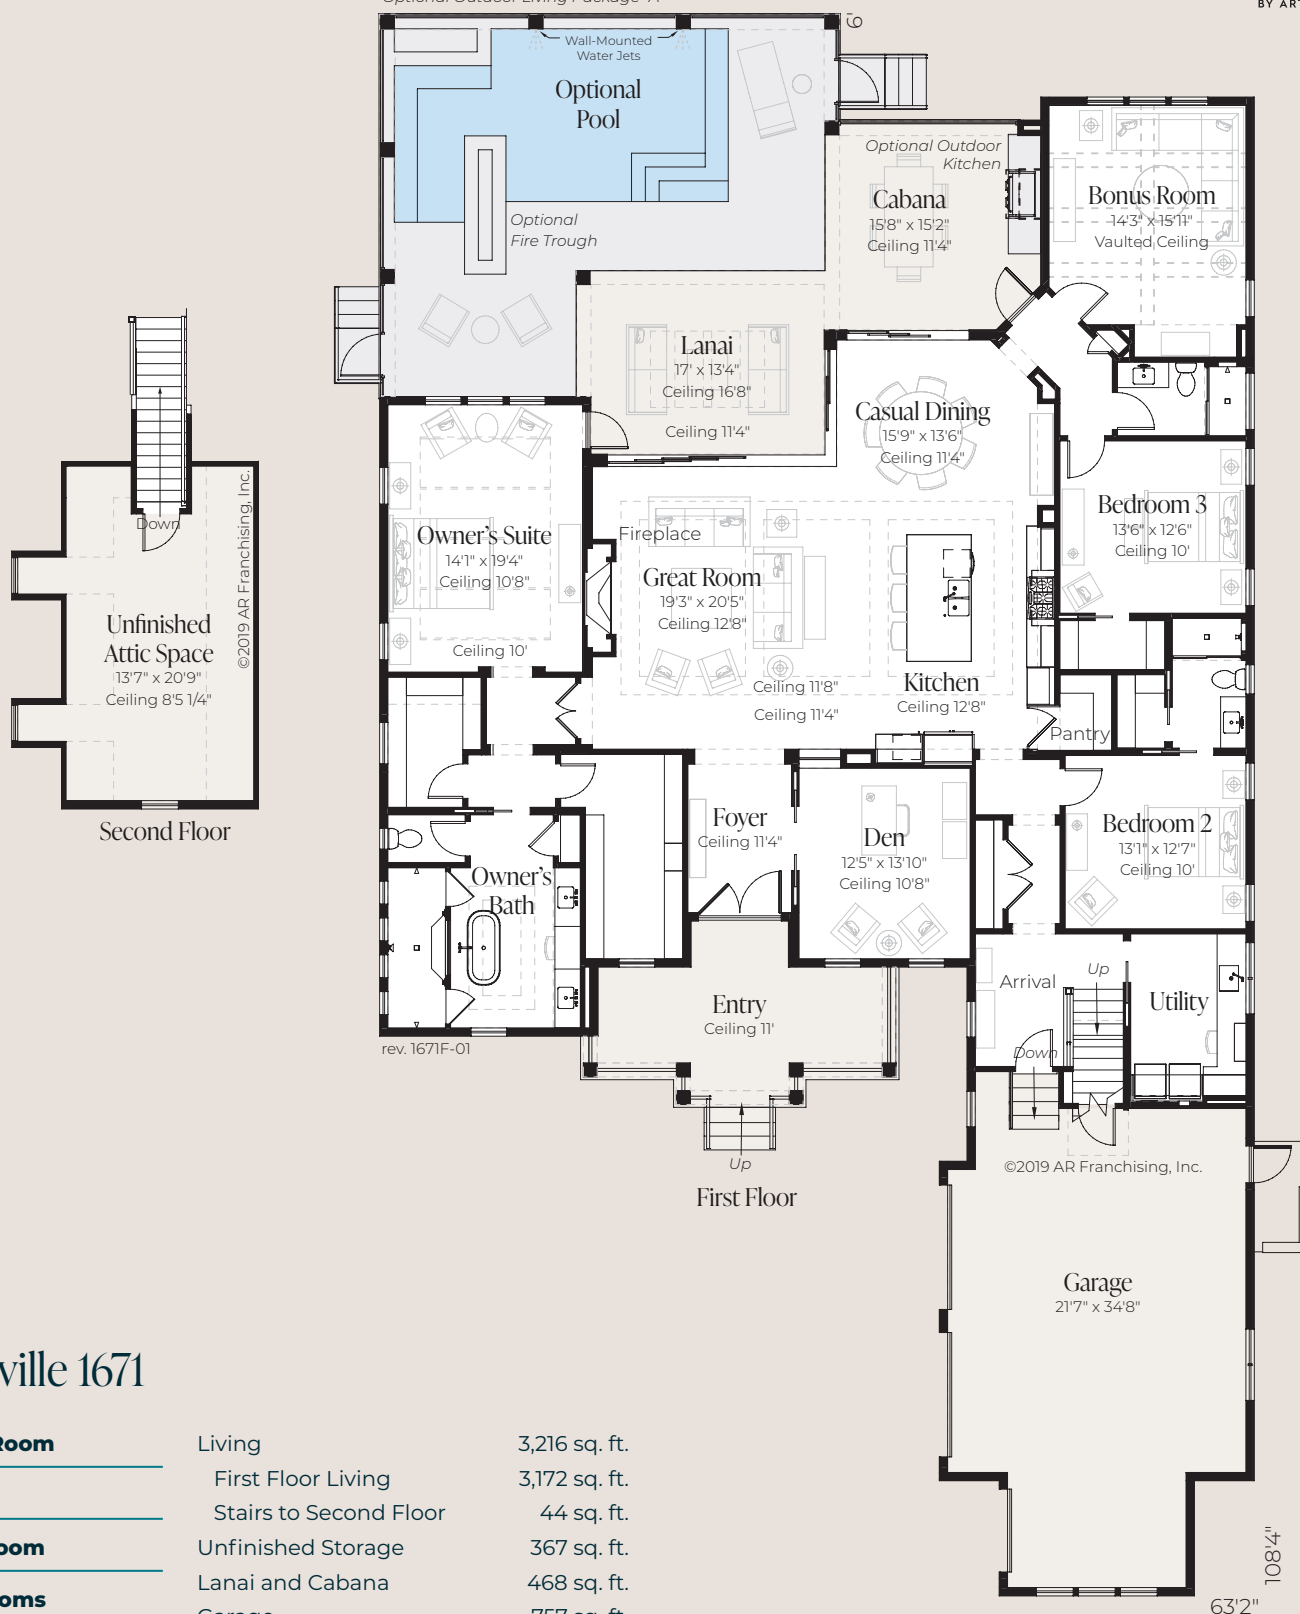 BY ART
6'
Wall-Mounted
Water Jets
Optional
Pool
Optional
Fire Trough
Optional Outdoor
Kitchen
Cabana
15'8" x 15'2"
Ceiling 11'4"
Bonus Room
14'3" x 15'11"
Vaulted Ceiling
Lanai
17' x 13'4"
Ceiling 16'8"
Ceiling 11'4"
Casual Dining
15'9" x 13'6"
Ceiling 11'4"
Owner's Suite
14'1" x 19'4"
Ceiling 10'8"
Ceiling 10'
Fireplace
Great Room
19'3" x 20'5"
Ceiling 12'8"
Ceiling 11'8"
Ceiling 11'4"
Kitchen
Ceiling 12'8"
Bedroom 3
13'6" x 12'6"
Ceiling 10'
Pantry
Down
Unfinished
Attic Space
13'7" x 20'9"
Ceiling 8'5 1/4"
©2019 AR Franchising, Inc.
Second Floor
Foyer
Ceiling 11'4"
Den
12'5" x 13'10"
Ceiling 10'8"
Bedroom 2
13'1" x 12'7"
Ceiling 10'
Owner's
Bath
Entry
Ceiling 11'
Arrival
Up
Utility
Down
rev. 1671F-01
Up
First Floor
©2019 AR Franchising, Inc.
Garage
21'7" x 34'8"
108'4"
63'2"
ville 1671
Room
Living 3,216 sq. ft.
First Floor Living 3,172 sq. ft.
Stairs to Second Floor 44 sq. ft.
oom
Unfinished Storage 367 sq. ft.
Lanai and Cabana 468 sq. ft.
oms